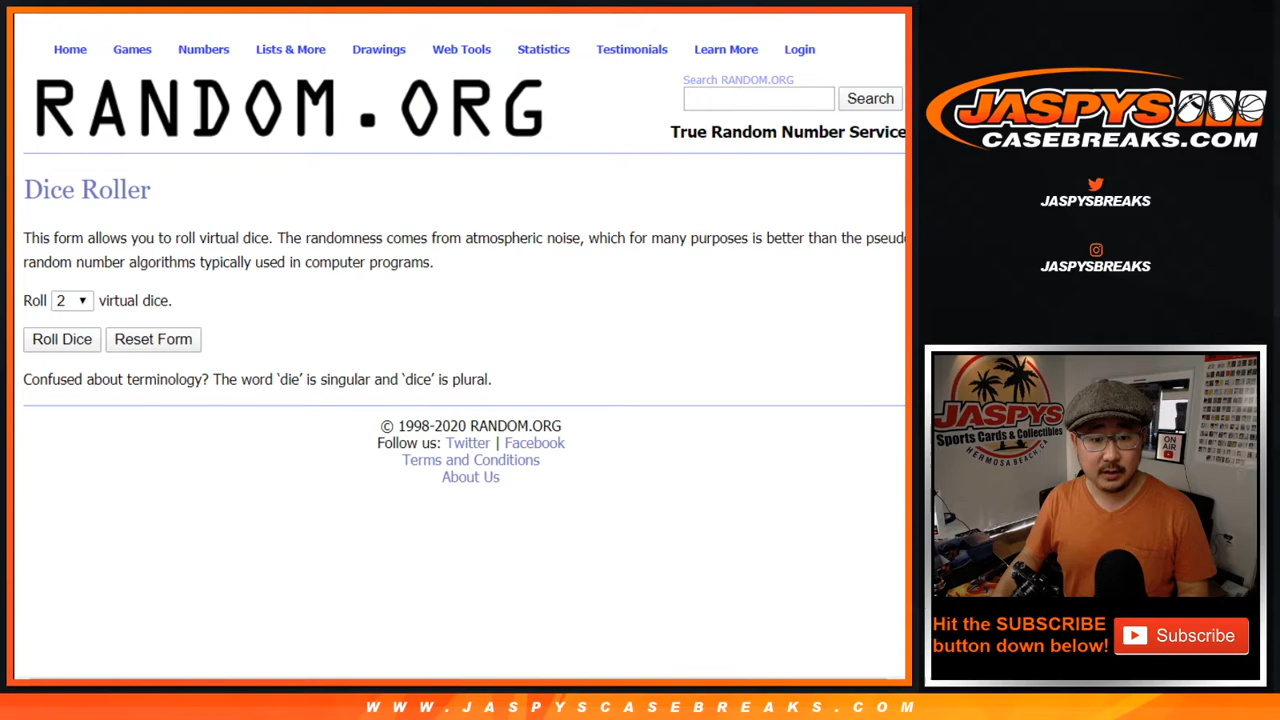 Home Games Numbers Lists & More Drawings Web Tools Statistics Testimonials Learn More Login
RANDOM.ORG
Search RANDOM.ORG
Search
True Random Number Service
Dice Roller
This form allows you to roll virtual dice. The randomness comes from atmospheric noise, which for many purposes is better than the pseudo
random number algorithms typically used in computer programs.
Roll 2 virtual dice.
Roll Dice Reset Form
Confused about terminology? The word ‘die’ is singular and ‘dice’ is plural.
© 1998-2020 RANDOM.ORG
Follow us: Twitter | Facebook
Terms and Conditions
About Us
JASPYS
CASEBREAKS.COM
JASPYSBREAKS
JASPYSBREAKS
JASPYS
Sports Cards & Collectibles
HERMOSA BEACH, CA
ON
AIR
Hit the SUBSCRIBE
button down below!
Subscribe
WWW.JASPYSCASEBREAKS.COM